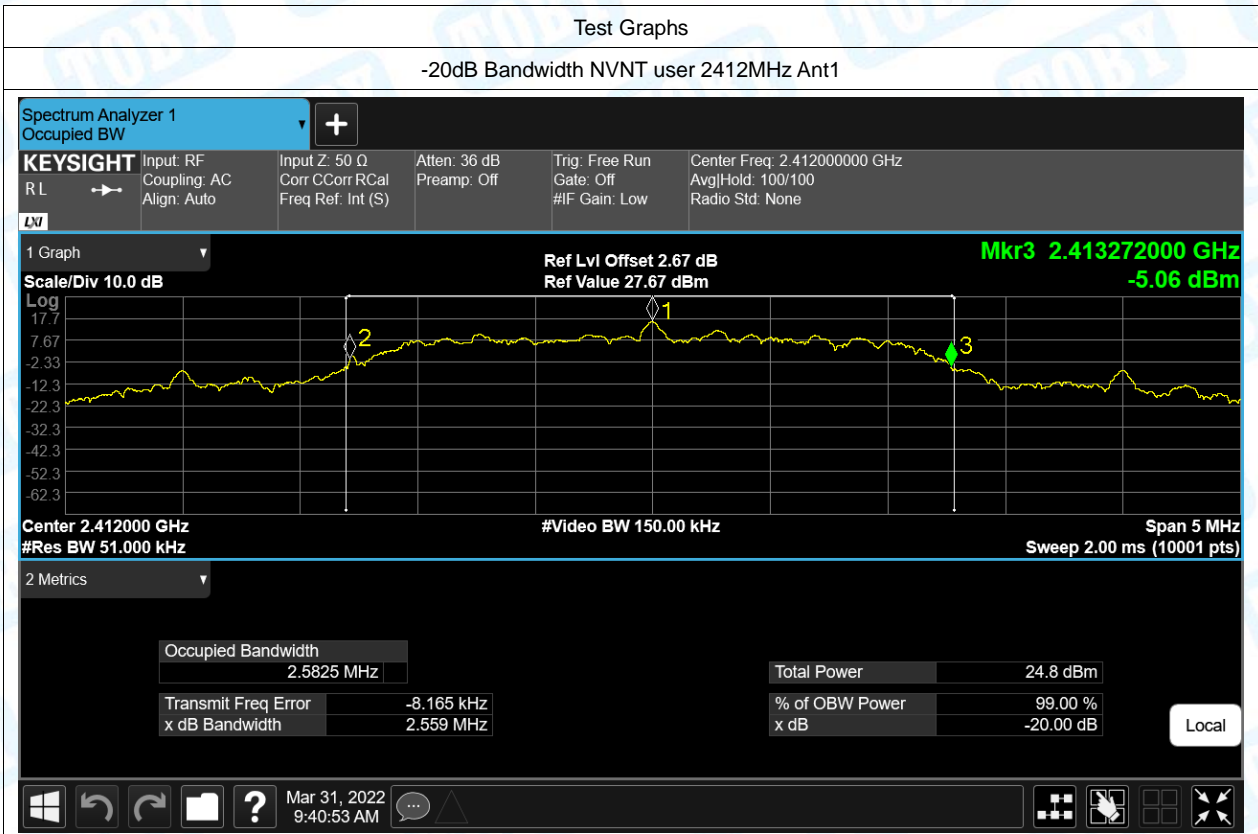 Test Graphs
-20dB Bandwidth NVNT user 2412MHz Ant1
Spectrum Analyzer 1
Occupied BW
+
KEYSIGHT
R L
LXI
Input: RF
Coupling: AC
Align: Auto
Input Z: 50 Ω
Corr CCorr RCal
Freq Ref: Int (S)
Atten: 36 dB
Preamp: Off
Trig: Free Run
Gate: Off
#IF Gain: Low
Center Freq: 2.412000000 GHz
Avg|Hold: 100/100
Radio Std: None
1 Graph
Scale/Div 10.0 dB
Ref Lvl Offset 2.67 dB
Ref Value 27.67 dBm
Mkr3 2.413272000 GHz
-5.06 dBm
Log
17.7
7.67
-2.33
-12.3
-22.3
-32.3
-42.3
-52.3
-62.3
1
2
3
Center 2.412000 GHz
#Res BW 51.000 kHz
#Video BW 150.00 kHz
Span 5 MHz
Sweep 2.00 ms (10001 pts)
2 Metrics
Occupied Bandwidth
2.5825 MHz
Transmit Freq Error -8.165 kHz
x dB Bandwidth 2.559 MHz
Total Power 24.8 dBm
% of OBW Power 99.00 %
x dB -20.00 dB
Local
?
Mar 31, 2022
9:40:53 AM
TOBY